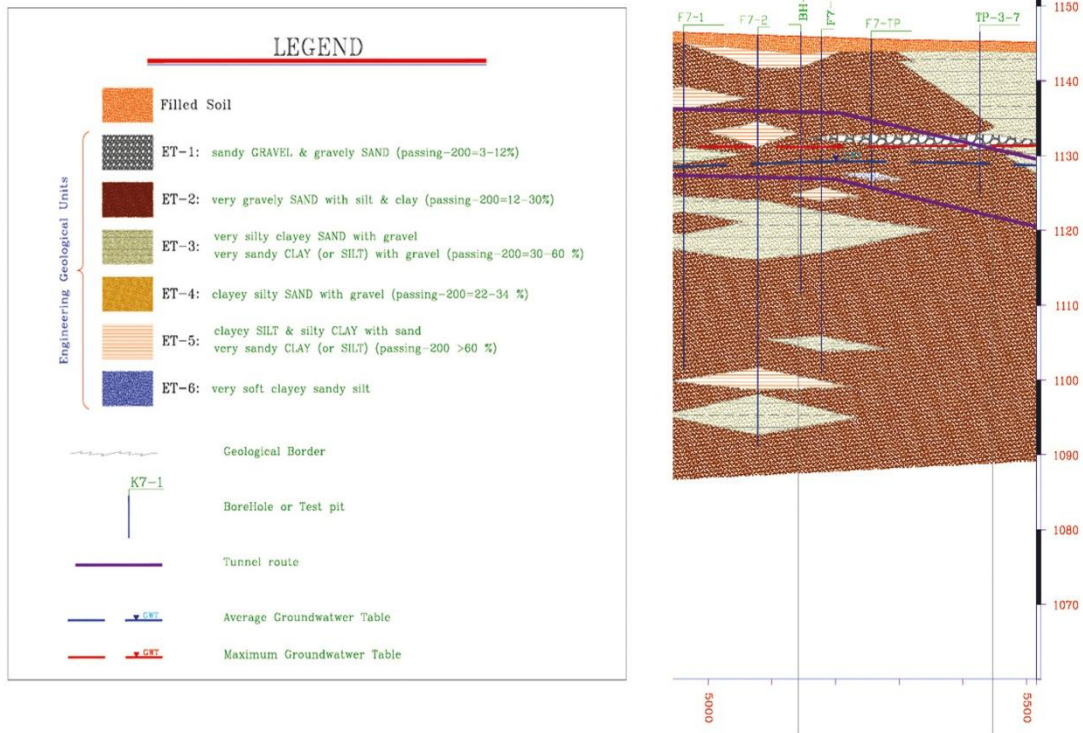 LEGEND
Filled Soil
Engineering Geological Units
ET-1: sandy GRAVEL & gravely SAND (passing-200=3-12%)
ET-2: very gravely SAND with silt & clay (passing-200=12-30%)
ET-3: very silty clayey SAND with gravel
very sandy CLAY (or SILT) with gravel (passing-200=30-60 %)
ET-4: clayey silty SAND with gravel (passing-200=22-34 %)
ET-5: clayey SILT & silty CLAY with sand
very sandy CLAY (or SILT) (passing-200 >60 %)
ET-6: very soft clayey sandy silt
Geological Border
K7-1
BoreHole or Test pit
Tunnel route
GWT Average Groundwatwer Table
GWT Maximum Groundwatwer Table
F7-1
F7-2
BH-
F7-
F7-TP
TP-3-7
1150
1140
1130
1120
1110
1100
1090
1080
1070
5000
5500